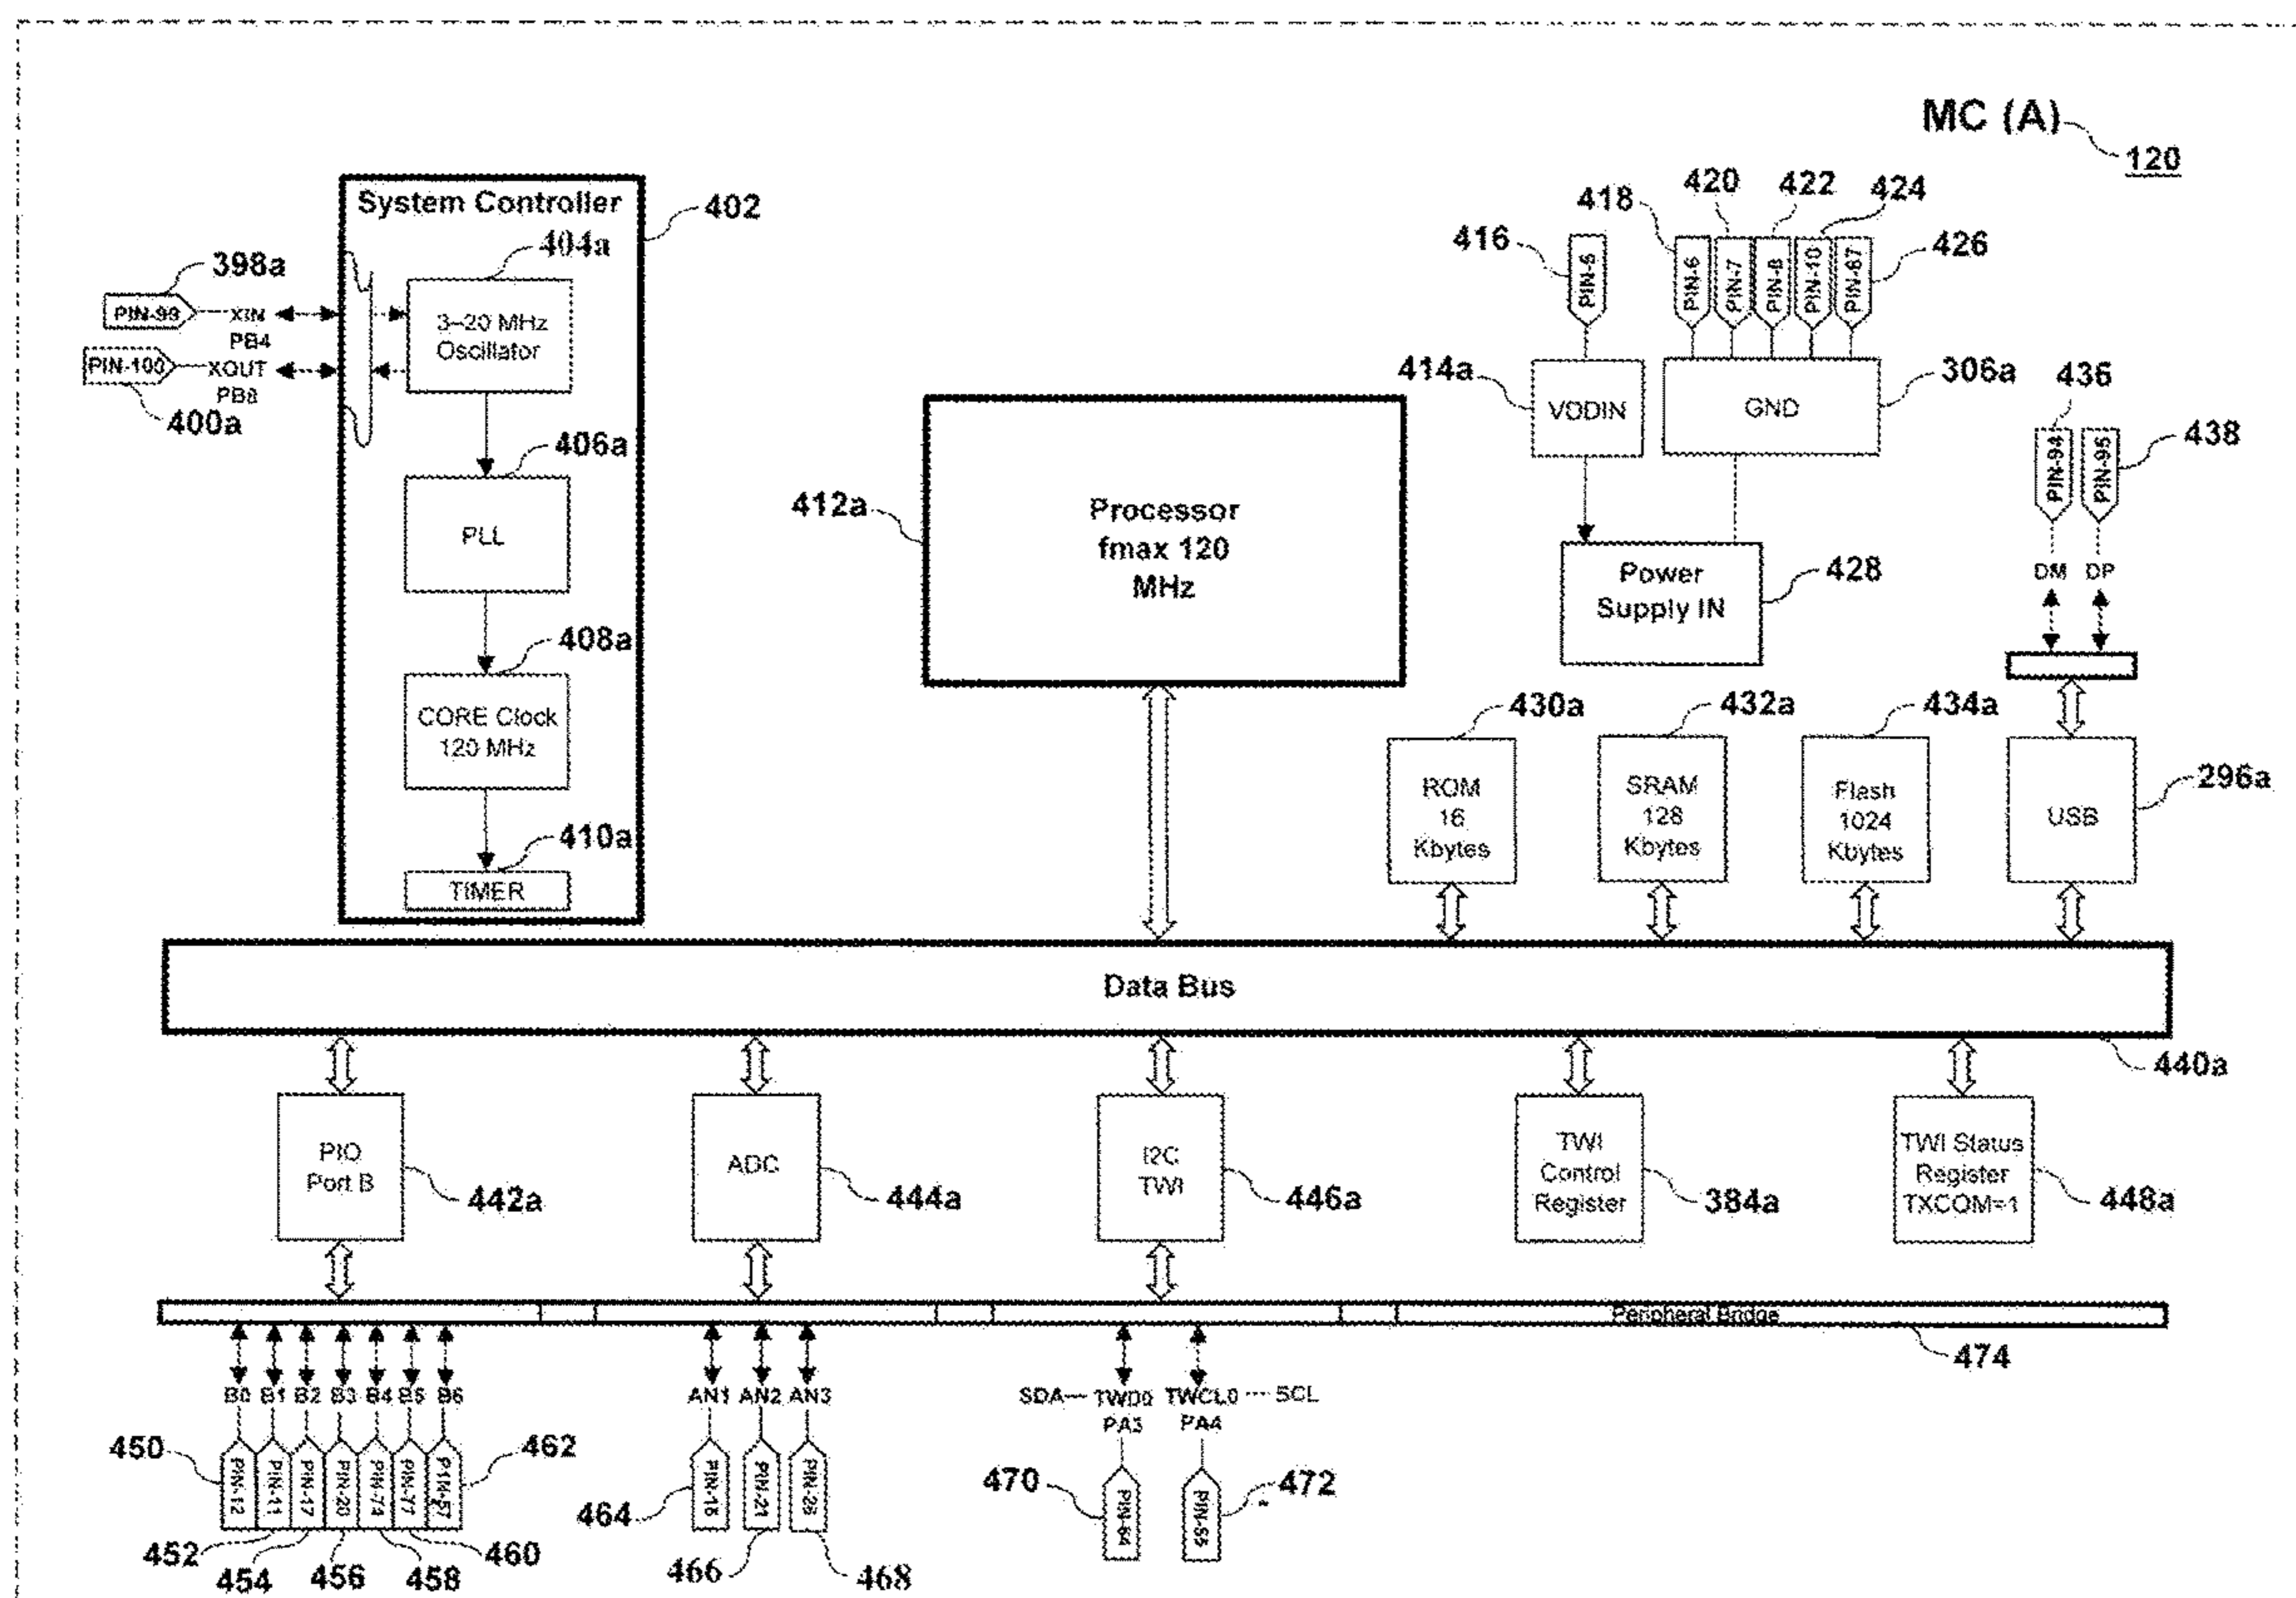 MC (A)
120
System Controller
402
404a
398a
PIN-99
XIN
PB4
PIN-100
XOUT
PB8
400a
3–20 MHz
Oscillator
406a
PLL
408a
CORE Clock
120 MHz
410a
TIMER
412a
Processor
fmax 120
MHz
416
418
420
422
424
426
PIN-5
PIN-6
PIN-7
PIN-8
PIN-10
PIN-87
414a
VDDIN
GND
306a
Power
Supply IN
428
436
438
PIN-94
PIN-95
DM
DP
430a
ROM
16
Kbytes
432a
SRAM
128
Kbytes
434a
Flash
1024
Kbytes
USB
296a
Data Bus
440a
PIO
Port B
442a
ADC
444a
I2C
TWI
446a
TWI
Control
Register
384a
TWI Status
Register
TXCOM=1
448a
Peripheral Bridge
474
B0 B1 B2 B3 B4 B5 B6
AN1 AN2 AN3
SDA TWD0 TWCL0 SCL
PA3 PA4
450
PIN-12
PIN-11
PIN-17
PIN-20
PIN-74
PIN-77
PIN-57
462
452
454
456
458
460
464
PIN-21
466
468
470
472